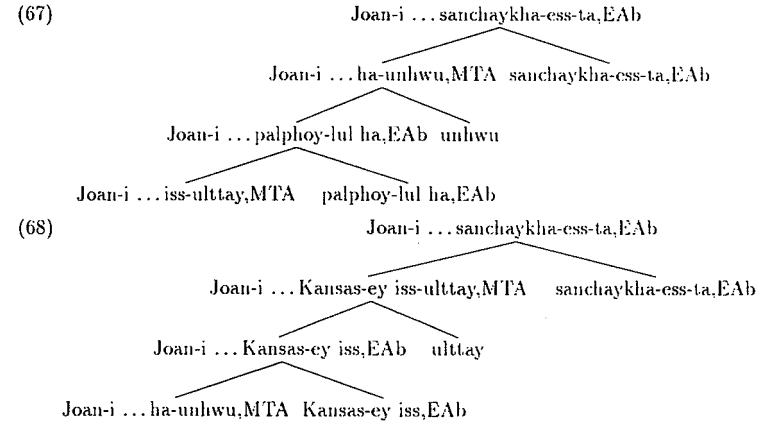 (67) Joan-i ... sanchaykha-ess-ta,EAb
Joan-i ... ha-unhwu,MTA sanchaykha-ess-ta,EAb
Joan-i ... palphoy-lul ha,EAb unhwu
Joan-i ... iss-ulttay,MTA palphoy-lul ha,EAb
(68) Joan-i ... sanchaykha-ess-ta,EAb
Joan-i ... Kansas-ey iss-ulttay,MTA sanchaykha-ess-ta,EAb
Joan-i ... Kansas-ey iss,EAb ulttay
Joan-i ... ha-unhwu,MTA Kansas-ey iss,EAb